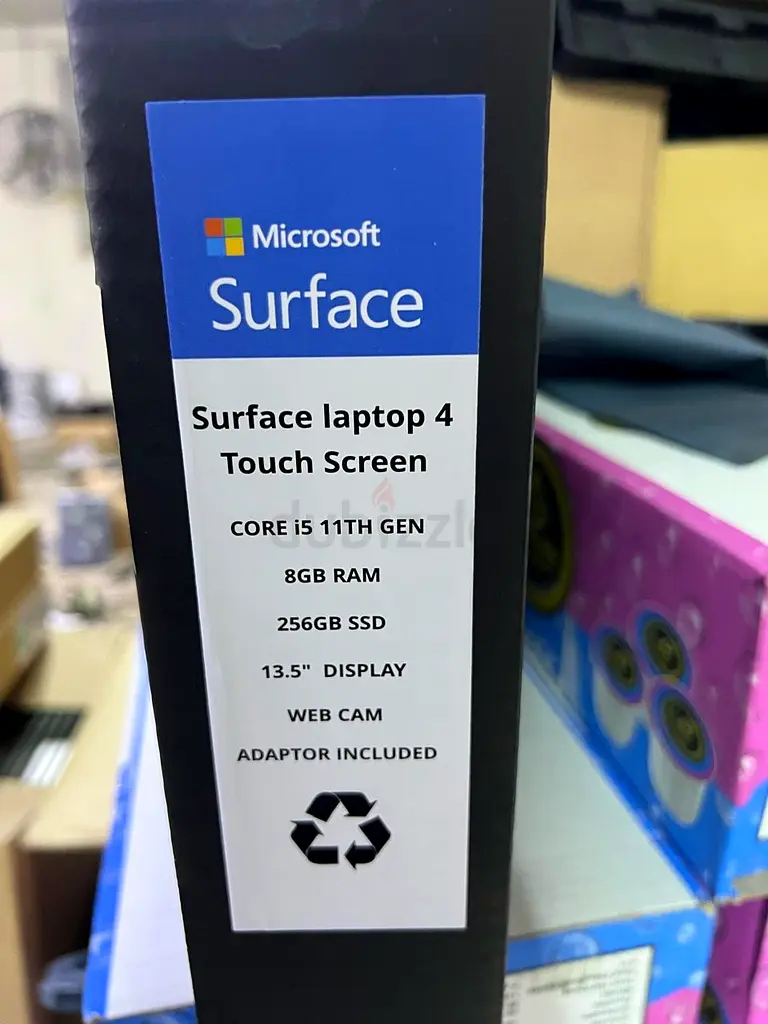 Microsoft
Surface
Surface laptop 4
Touch Screen
CORE i5 11TH GEN
dubizzle
8GB RAM
256GB SSD
13.5" DISPLAY
WEB CAM
ADAPTOR INCLUDED